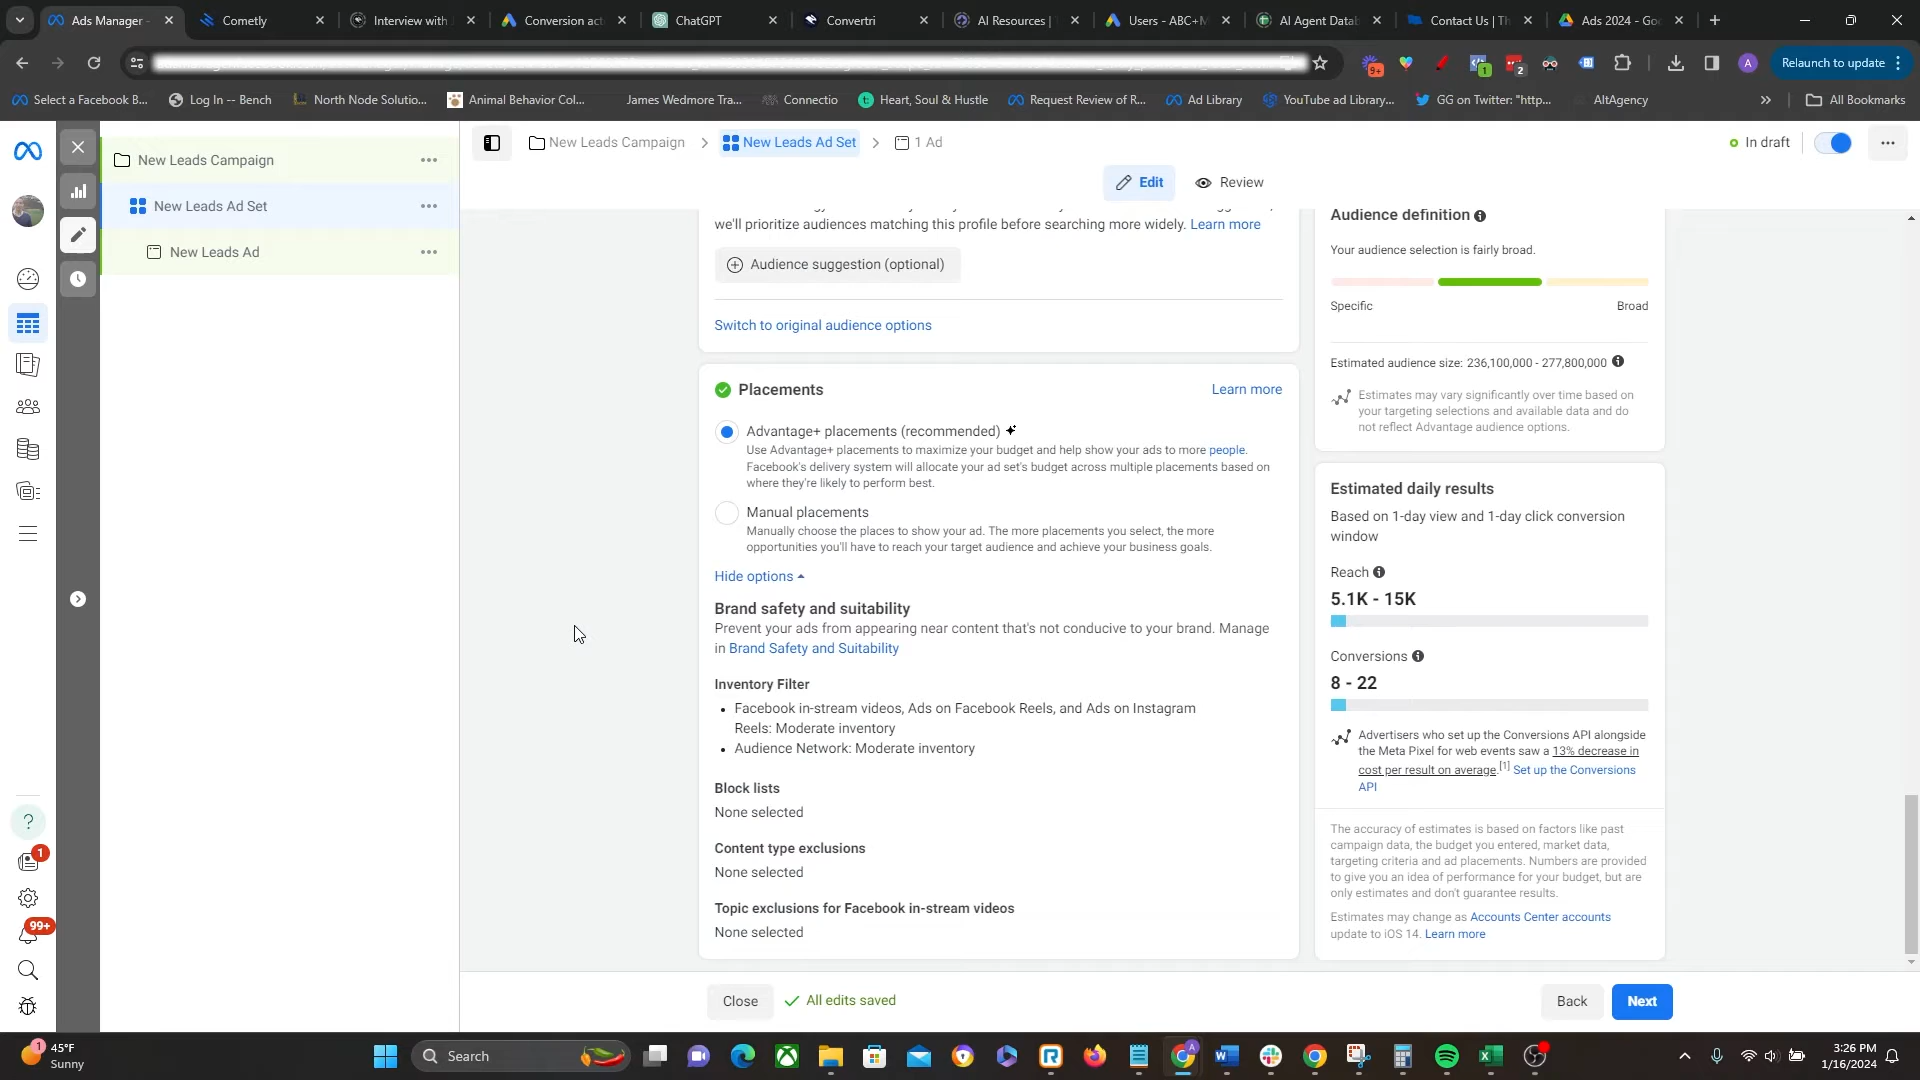 Ads Manager -
Cometly
Interview with
Conversion act
ChatGPT
Convertri
AI Resources |
Users - ABC+M
AI Agent Datab
Contact Us | Th
Ads 2024 - Goo
Relaunch to update
Select a Facebook B...
Log In -- Bench
North Node Solutio...
Animal Behavior Col...
James Wedmore Tra...
Connectio
Heart, Soul & Hustle
Request Review of R...
Ad Library
YouTube ad Library...
GG on Twitter: "http...
AltAgency
All Bookmarks
New Leads Campaign
New Leads Ad Set
New Leads Ad
New Leads Campaign
New Leads Ad Set
1 Ad
In draft
Edit
Review
we'll prioritize audiences matching this profile before searching more widely. Learn more
Audience suggestion (optional)
Switch to original audience options
Placements
Learn more
Advantage+ placements (recommended)
Use Advantage+ placements to maximize your budget and help show your ads to more people.
Facebook's delivery system will allocate your ad set's budget across multiple placements based on
where they're likely to perform best.
Manual placements
Manually choose the places to show your ad. The more placements you select, the more
opportunities you'll have to reach your target audience and achieve your business goals.
Hide options
Brand safety and suitability
Prevent your ads from appearing near content that's not conducive to your brand. Manage
in Brand Safety and Suitability
Inventory Filter
Facebook in-stream videos, Ads on Facebook Reels, and Ads on Instagram
Reels: Moderate inventory
Audience Network: Moderate inventory
Block lists
None selected
Content type exclusions
None selected
Topic exclusions for Facebook in-stream videos
None selected
Audience definition
Your audience selection is fairly broad.
Specific
Broad
Estimated audience size: 236,100,000 - 277,800,000
Estimates may vary significantly over time based on
your targeting selections and available data and do
not reflect Advantage audience options.
Estimated daily results
Based on 1-day view and 1-day click conversion
window
Reach
5.1K - 15K
Conversions
8 - 22
Advertisers who set up the Conversions API alongside
the Meta Pixel for web events saw a 13% decrease in
cost per result on average.[1] Set up the Conversions
API
The accuracy of estimates is based on factors like past
campaign data, the budget you entered, market data,
targeting criteria and ad placements. Numbers are provided
to give you an idea of performance for your budget, but are
only estimates and don't guarantee results.
Estimates may change as Accounts Center accounts
update to iOS 14. Learn more
Close
All edits saved
Back
Next
1
99+
45°F
Sunny
Search
3:26 PM
1/16/2024